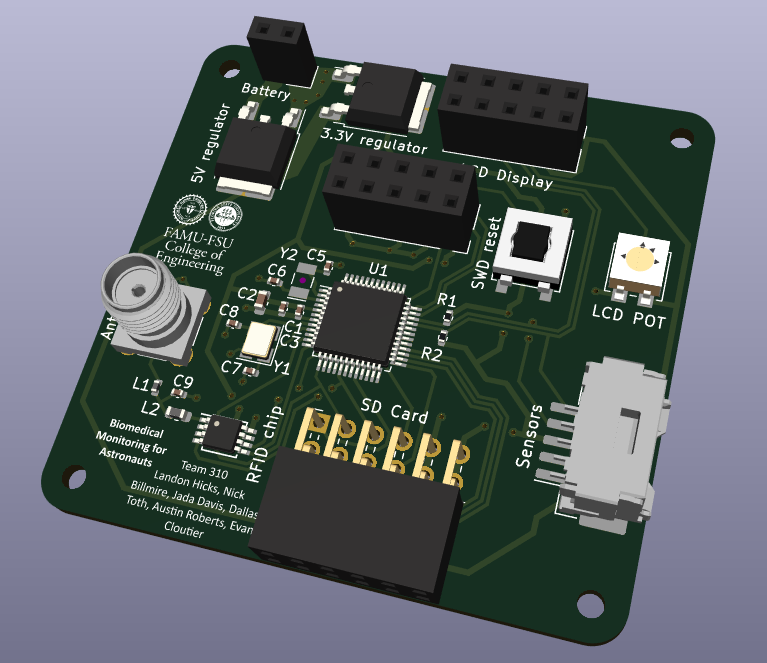 Battery
5V regulator
3.3V regulator
CD Display
FAMU-FSU
College of
Engineering
SWD reset
LCD POT
Y2
C5
C6
U1
C2
C1
C3
C8
R1
R2
C7
Y1
Ant
L1
C9
L2
RFID chip
SD Card
Sensors
Biomedical
Monitoring for
Astronauts
Team 310
Landon Hicks, Nick
Billmire, Jada Davis, Dallas
Toth, Austin Roberts, Evan
Cloutier